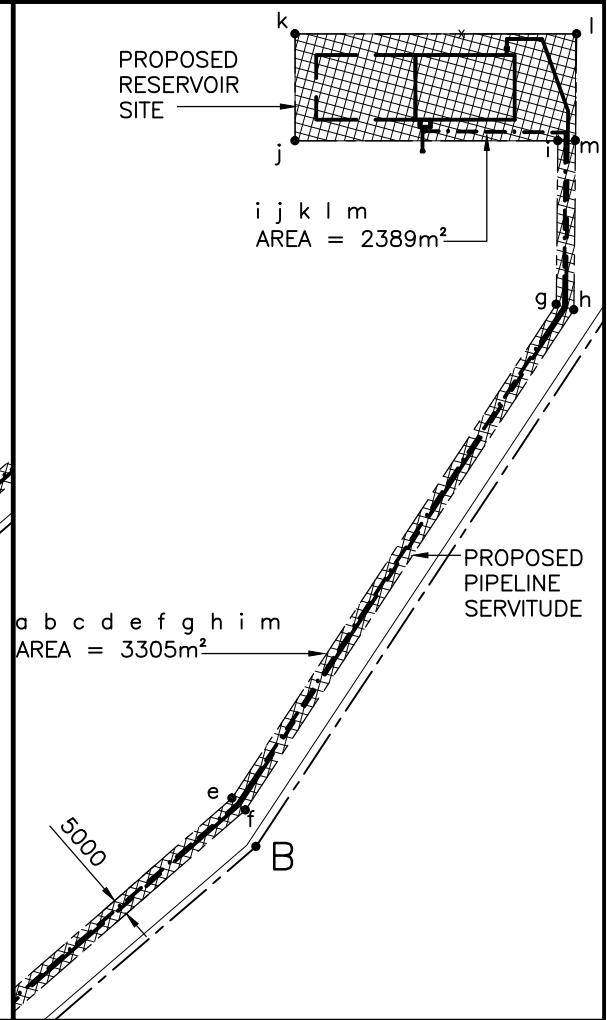 k
l
PROPOSED
RESERVOIR
SITE
x
j
i
m
i j k l m
AREA = 2389m²
g
h
PROPOSED
PIPELINE
SERVITUDE
a b c d e f g h i m
AREA = 3305m²
e
f
5000
B